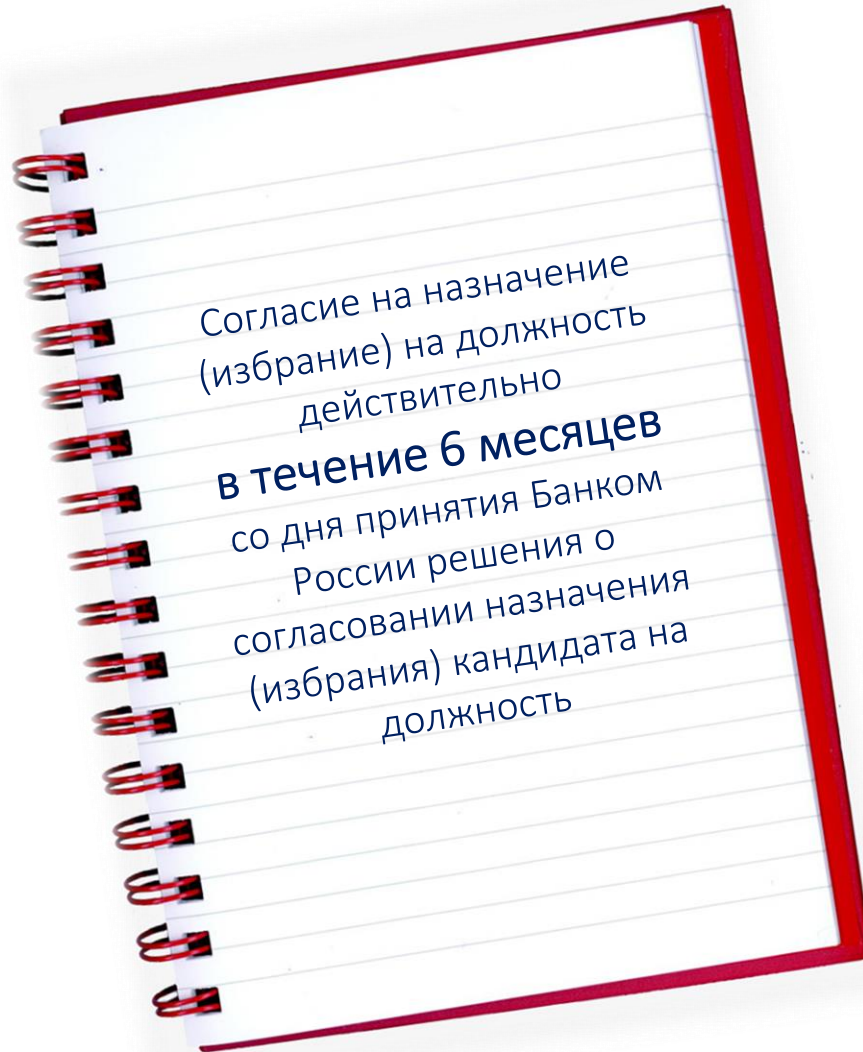 Согласие на назначение
(избрание) на должность
действительно
в течение 6 месяцев
со дня принятия Банком
России решения о
согласовании назначения
(избрания) кандидата на
должность